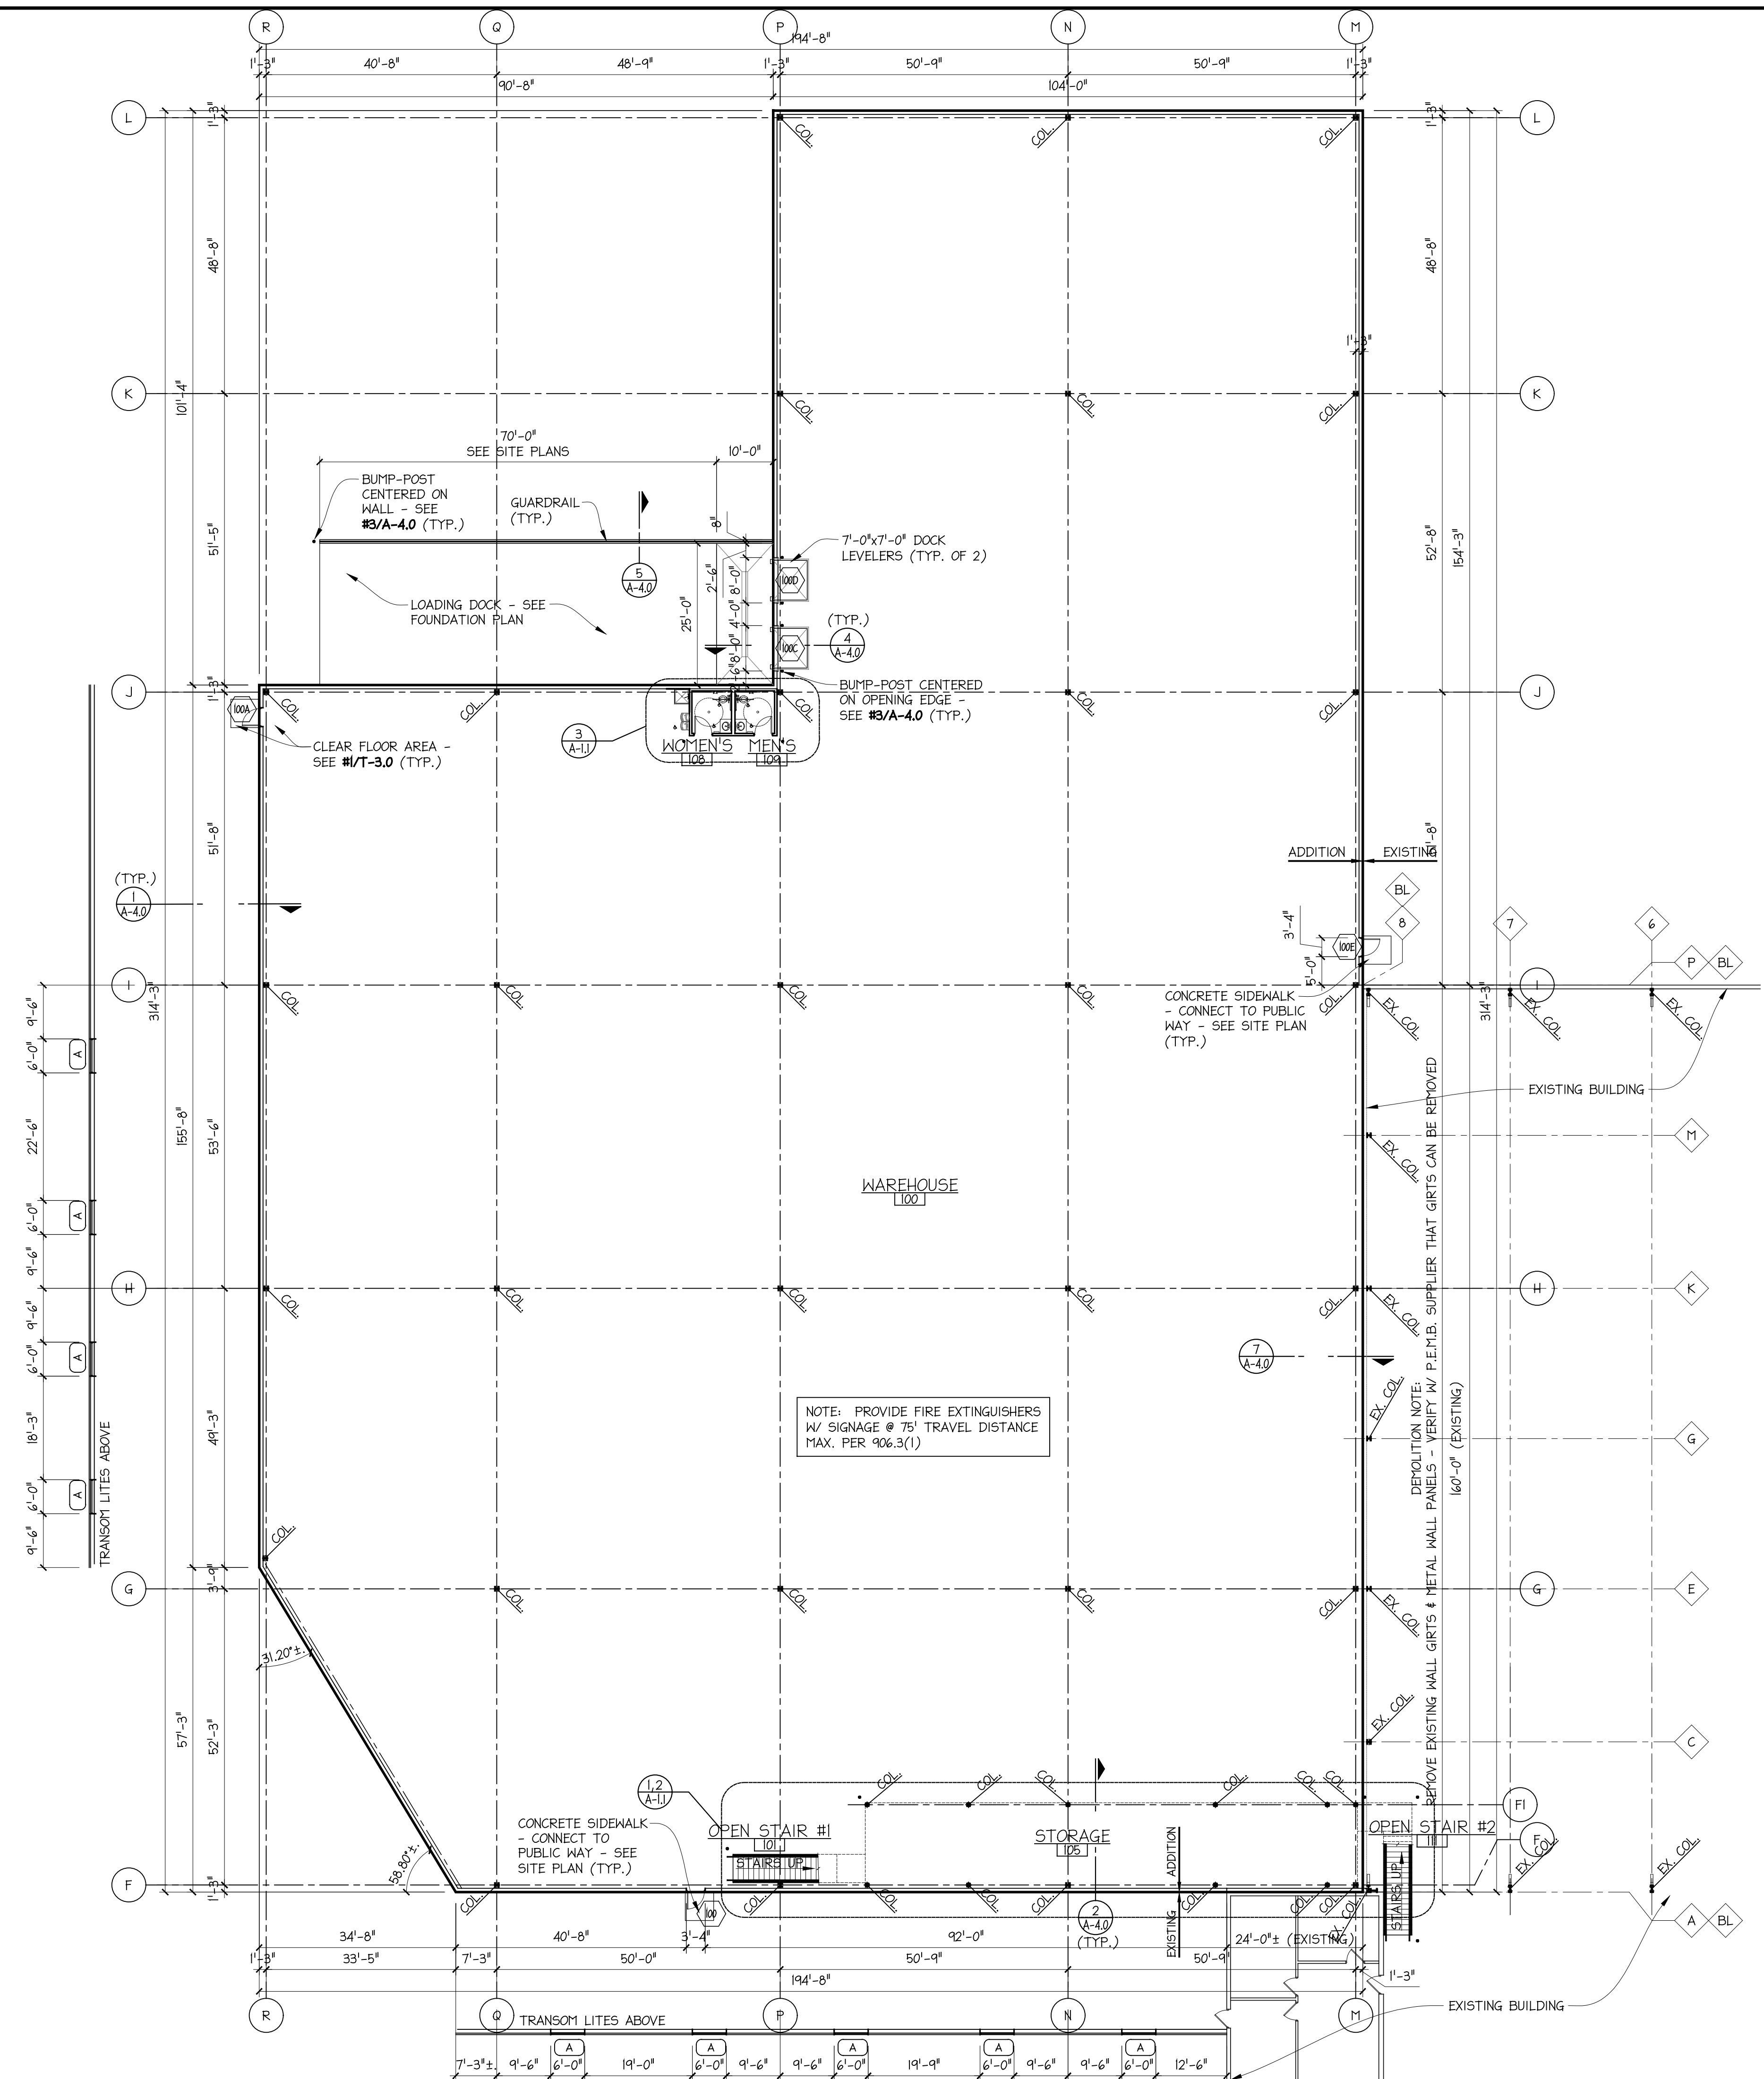 R
Q
P
N
M
194'-8"
1'-3"
40'-8"
48'-9"
1'-3"
50'-9"
50'-9"
1'-3"
90'-8"
104'-0"
L
1'-3"
COL.
COL.
COL.
1'-3"
L
48'-8"
48'-8"
1'-3"
K
101'-4"
COL.
COL.
COL.
K
70'-0"
SEE SITE PLANS
10'-0"
BUMP-POST
CENTERED ON
WALL - SEE
#3/A-4.0 (TYP.)
GUARDRAIL
(TYP.)
8"
51'-5"
5
A-4.0
2'-6"
8'-0"
100D
7'-0"x7'-0" DOCK
LEVELERS (TYP. OF 2)
52'-8"
154'-3"
LOADING DOCK - SEE
FOUNDATION PLAN
25'-0"
4'-0"
8'-0"
100C
(TYP.)
4
A-4.0
J
1'-3"
100A
COL.
COL.
COL.
COL.
COL.
J
BUMP-POST CENTERED
ON OPENING EDGE -
SEE #3/A-4.0 (TYP.)
CLEAR FLOOR AREA -
SEE #1/T-3.0 (TYP.)
3
A-1.1
WOMEN'S
108
MEN'S
109
51'-8"
51'-8"
ADDITION
EXISTING
(TYP.)
1
A-4.0
BL
8
7
6
3'-4"
100E
5'-0"
P
BL
I
314'-3"
COL.
COL.
COL.
COL.
COL.
314'-3"
I
CONCRETE SIDEWALK
- CONNECT TO PUBLIC
WAY - SEE SITE PLAN
(TYP.)
EX. COL.
EX. COL.
EX. COL.
9'-6"
6'-0"
A
EXISTING BUILDING
22'-6"
155'-8"
53'-6"
M
EX. COL.
WAREHOUSE
100
6'-0"
A
9'-6"
H
COL.
COL.
COL.
COL.
COL.
EX. COL.
H
K
9'-6"
6'-0"
A
7
A-4.0
NOTE: PROVIDE FIRE EXTINGUISHERS
W/ SIGNAGE @ 75' TRAVEL DISTANCE
MAX. PER 906.3(1)
EX. COL.
DEMOLITION NOTE:
REMOVE EXISTING WALL GIRTS & METAL WALL PANELS - VERIFY W/ P.E.M.B. SUPPLIER THAT GIRTS CAN BE REMOVED
160'-0" (EXISTING)
G
18'-3"
49'-3"
6'-0"
A
9'-6"
TRANSOM LITES ABOVE
COL.
G
3'-9"
COL.
COL.
COL.
COL.
EX. COL.
G
E
31.20°±.
57'-3"
52'-3"
EX. COL.
C
1,2
A-1.1
COL.
COL.
COL.
COL.
COL.
COL.
F1
CONCRETE SIDEWALK
- CONNECT TO
PUBLIC WAY - SEE
SITE PLAN (TYP.)
OPEN STAIR #1
101
STAIRS UP
STORAGE
105
ADDITION
EXISTING
OPEN STAIR #2
111
STAIRS UP
F
58.80°±.
F
1'-3"
COL.
100
COL.
COL.
COL.
COL.
COL.
COL.
COL.
EX. COL.
EX. COL.
EX. COL.
2
A-4.0
(TYP.)
A
BL
34'-8"
40'-8"
3'-4"
92'-0"
24'-0"± (EXISTING)
1'-3"
33'-5"
7'-3"
50'-0"
50'-9"
50'-9"
1'-3"
194'-8"
R
Q
P
N
M
TRANSOM LITES ABOVE
EXISTING BUILDING
A
A
A
A
A
7'-3"±.
9'-6"
6'-0"
19'-0"
6'-0"
9'-6"
9'-6"
6'-0"
19'-9"
6'-0"
9'-6"
9'-6"
6'-0"
12'-6"